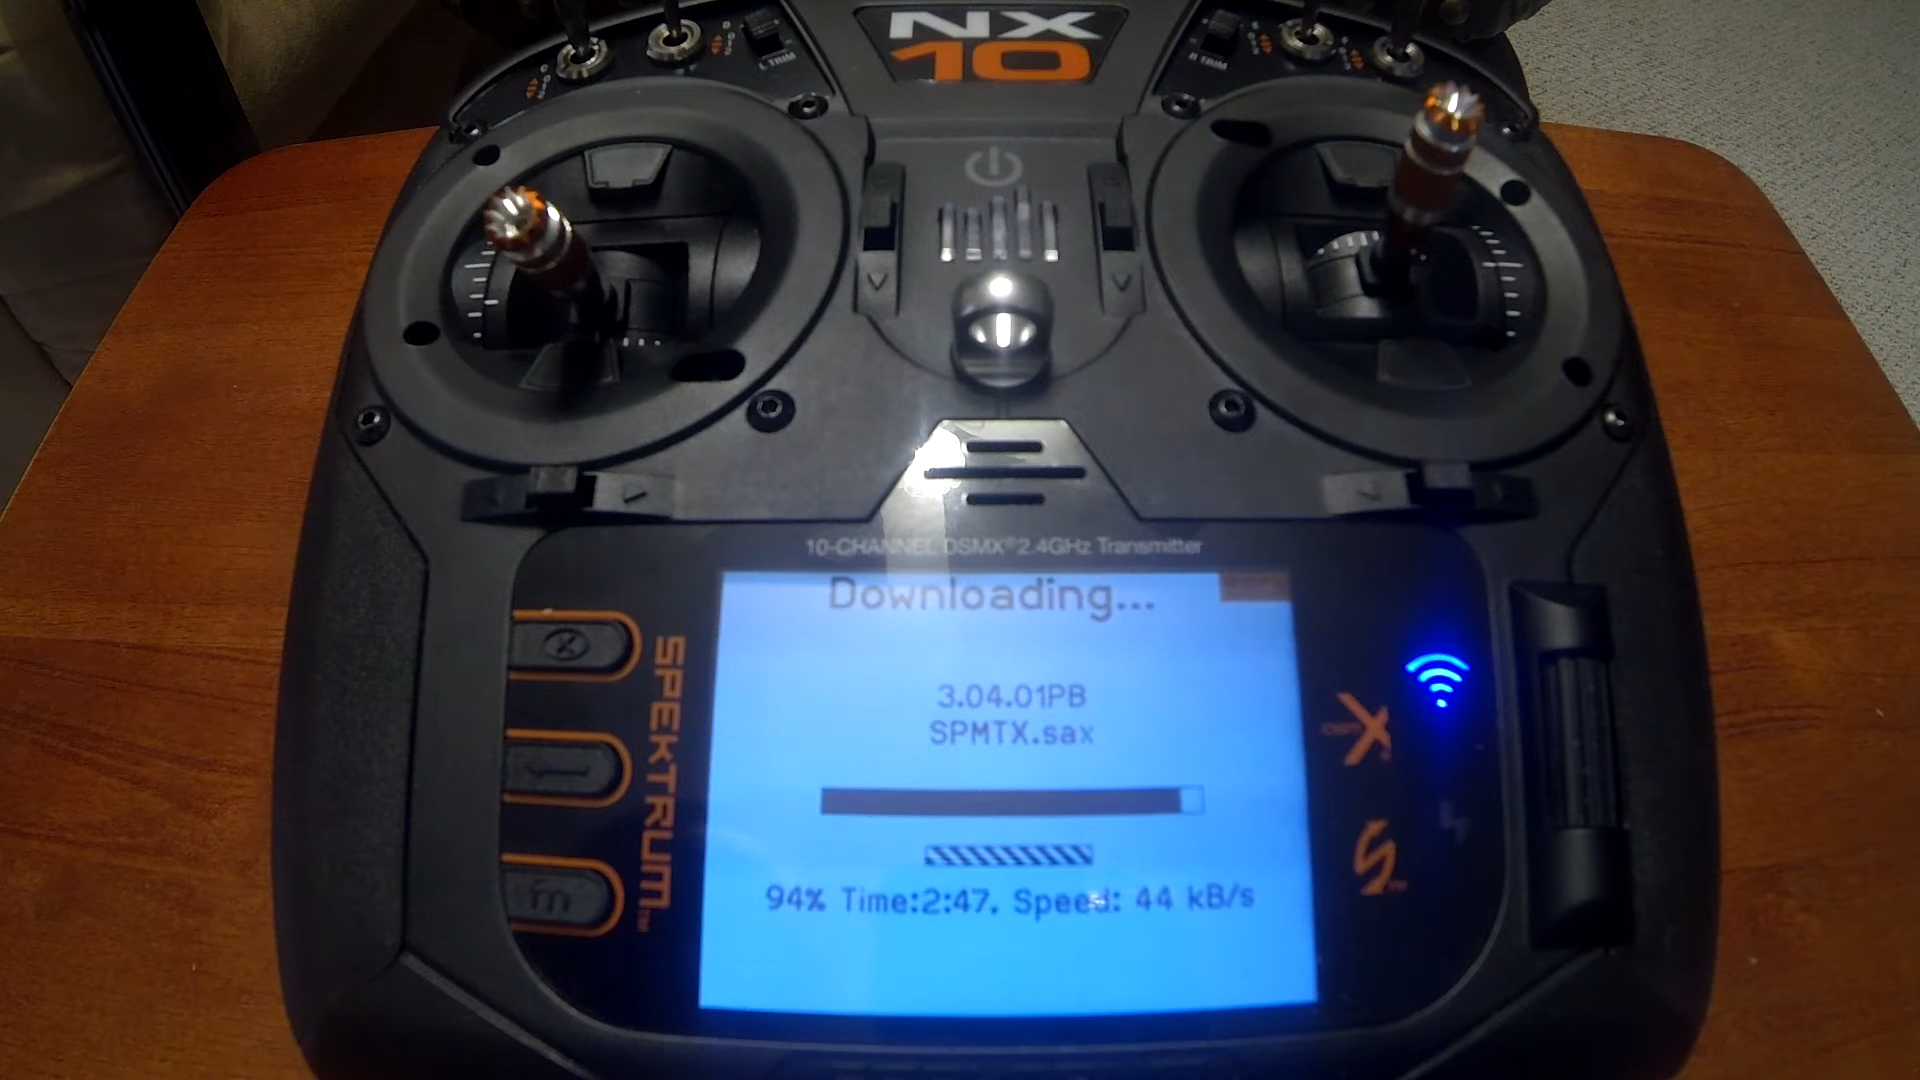 NX
10
L TRIM
R TRIM
10-CHANNEL DSMX® 2.4GHz Transmitter
Downloading...
3.04.01PB
SPMTX.sax
94% Time:2:47. Speed: 44 kB/s
SPEKTRUM
fn